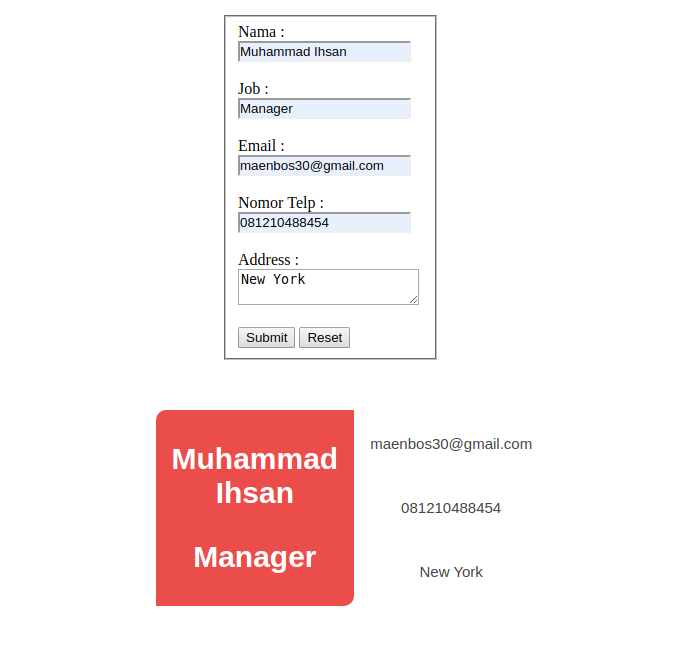 Nama :
Muhammad Ihsan
Job :
Manager
Email :
maenbos30@gmail.com
Nomor Telp :
081210488454
Address :
New York
Submit Reset
Muhammad
Ihsan
Manager
maenbos30@gmail.com
081210488454
New York